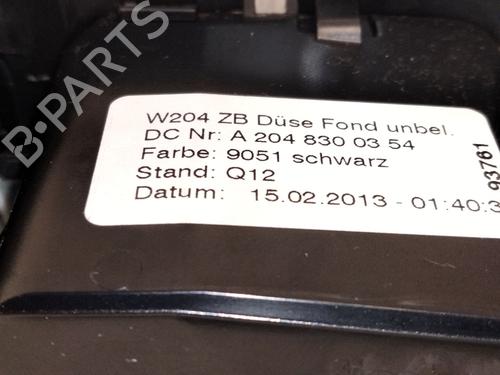 B-PARTS
W204 ZB Düse Fond unbel.
DC Nr: A 204 830 03 54
Farbe: 9051 schwarz
Stand: Q12
Datum: 15.02.2013 - 01:40:3
93761